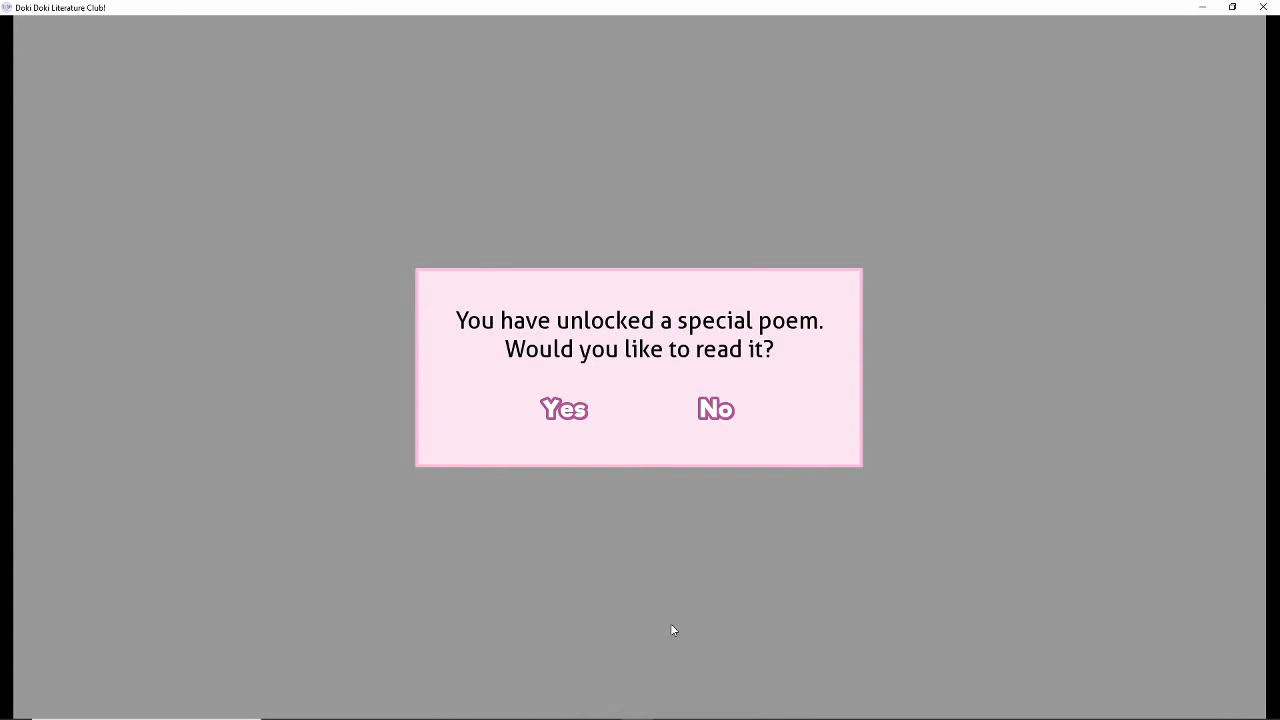 Doki Doki Literature Club!
You have unlocked a special poem.
Would you like to read it?
Yes No